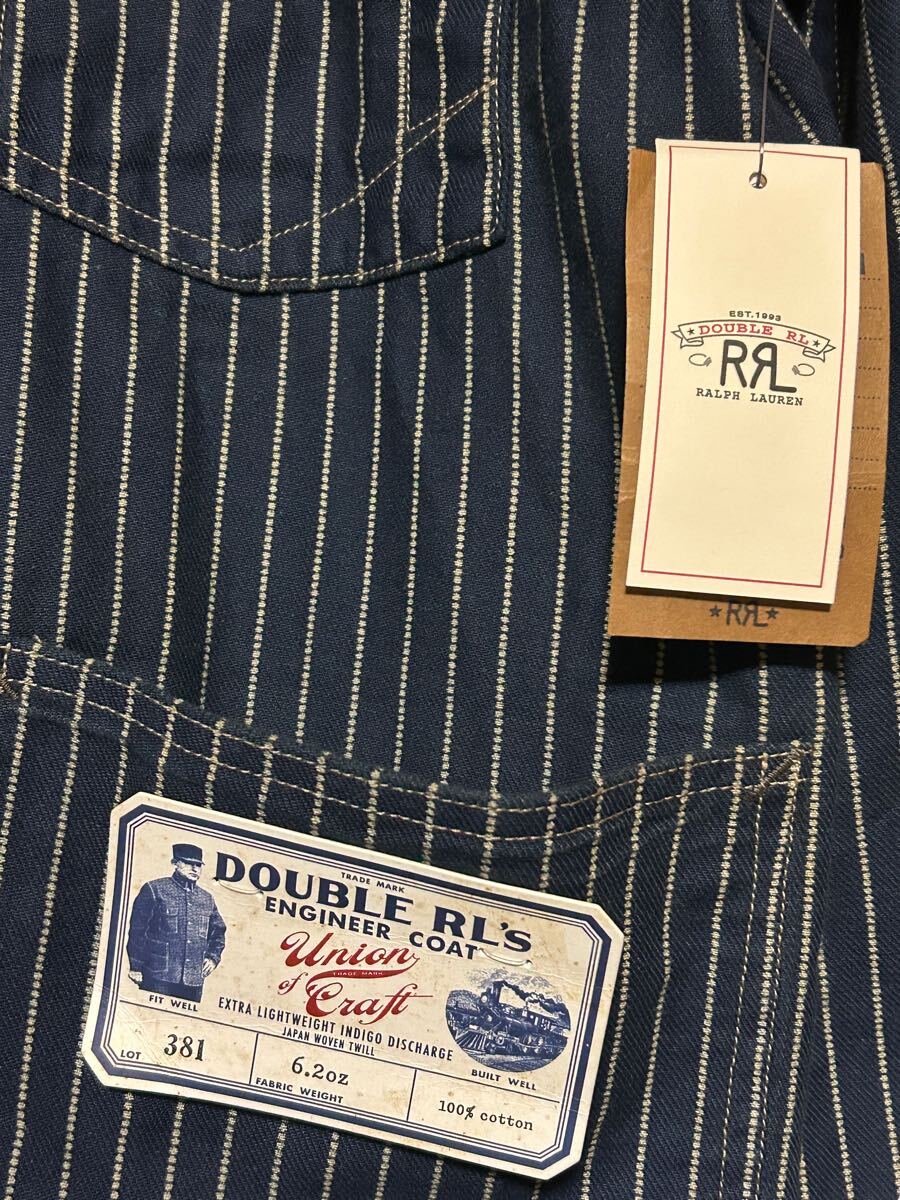 EST.1993
★ DOUBLE RL ★
RRL
RALPH LAUREN
★RRL★
TRADE MARK
DOUBLE RL'S
ENGINEER COAT
Union
TRADE MARK
of Craft
EXTRA LIGHTWEIGHT INDIGO DISCHARGE
JAPAN WOVEN TWILL
FIT WELL
BUILT WELL
LOT 381
6.2oz
FABRIC WEIGHT
100% cotton